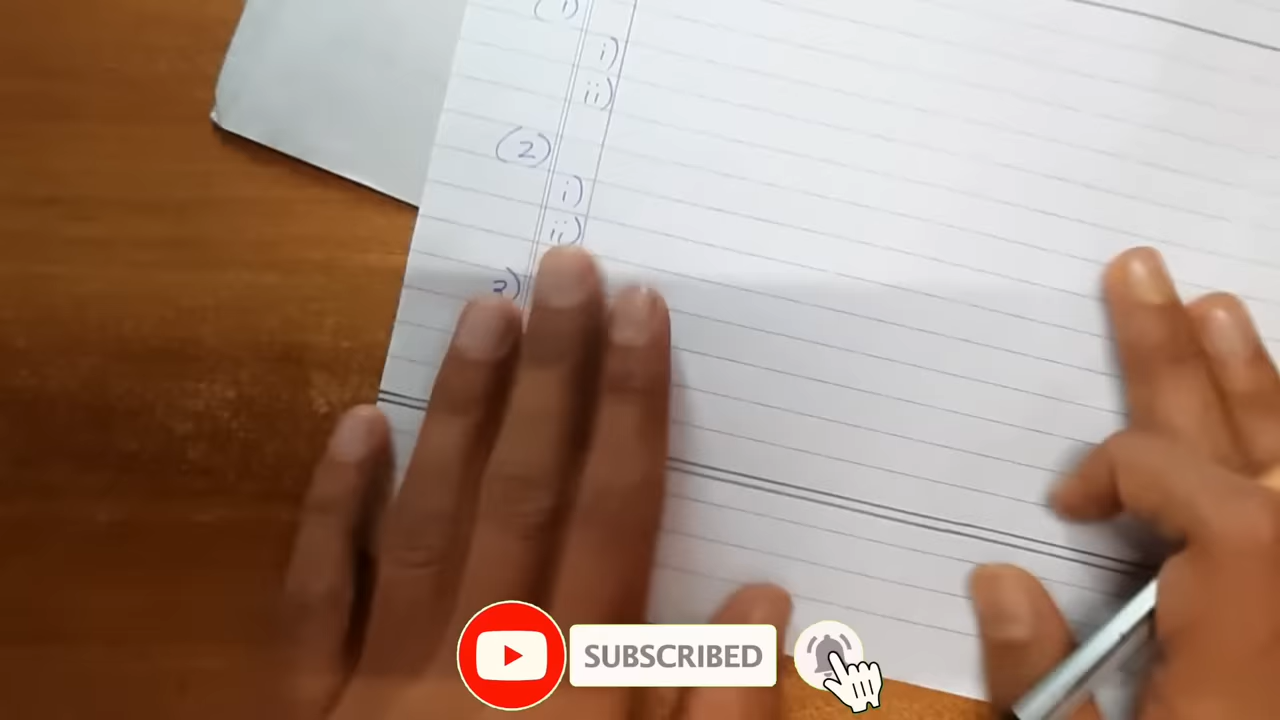 (1)
i)
ii)
(2)
i)
ii)
3)
SUBSCRIBED